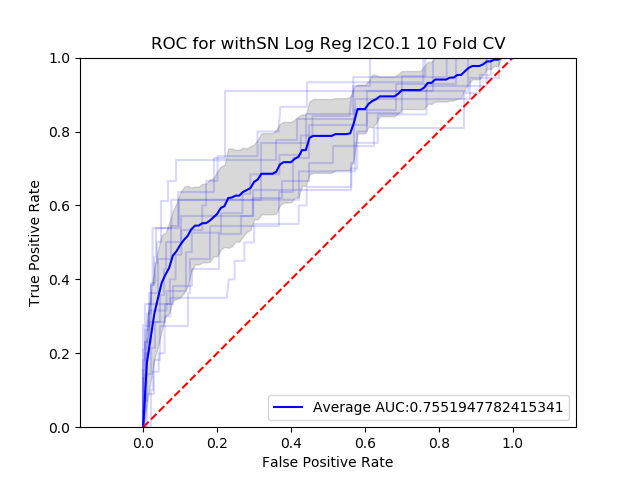 ROC for withSN Log Reg l2C0.1 10 Fold CV
1.0
0.8
0.6
0.4
0.2
0.0
True Positive Rate
0.0 0.2 0.4 0.6 0.8 1.0
False Positive Rate
Average AUC:0.7551947782415341